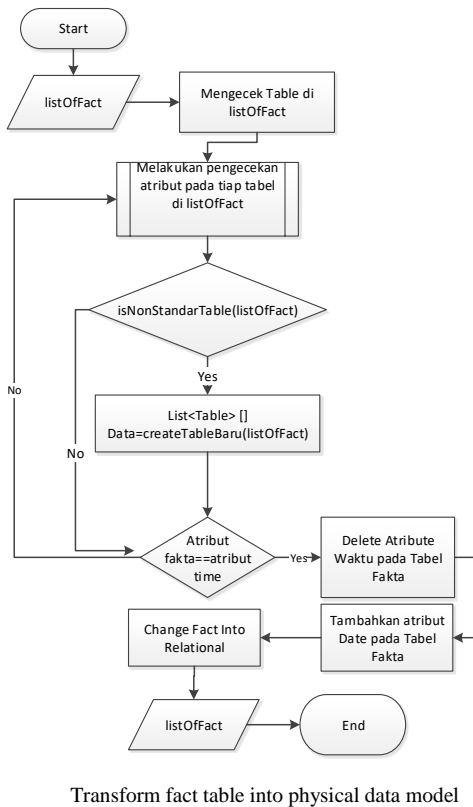 Start
listOfFact
Mengecek Table di
listOfFact
Melakukan pengecekan
atribut pada tiap tabel
di listOfFact
isNonStandarTable(listOfFact)
Yes
No
No
List<Table> []
Data=createTableBaru(listOfFact)
Atribut
fakta==atribut
time
Yes
Delete Atribute
Waktu pada Tabel
Fakta
Tambahkan atribut
Date pada Tabel
Fakta
Change Fact Into
Relational
listOfFact
End
Transform fact table into physical data model